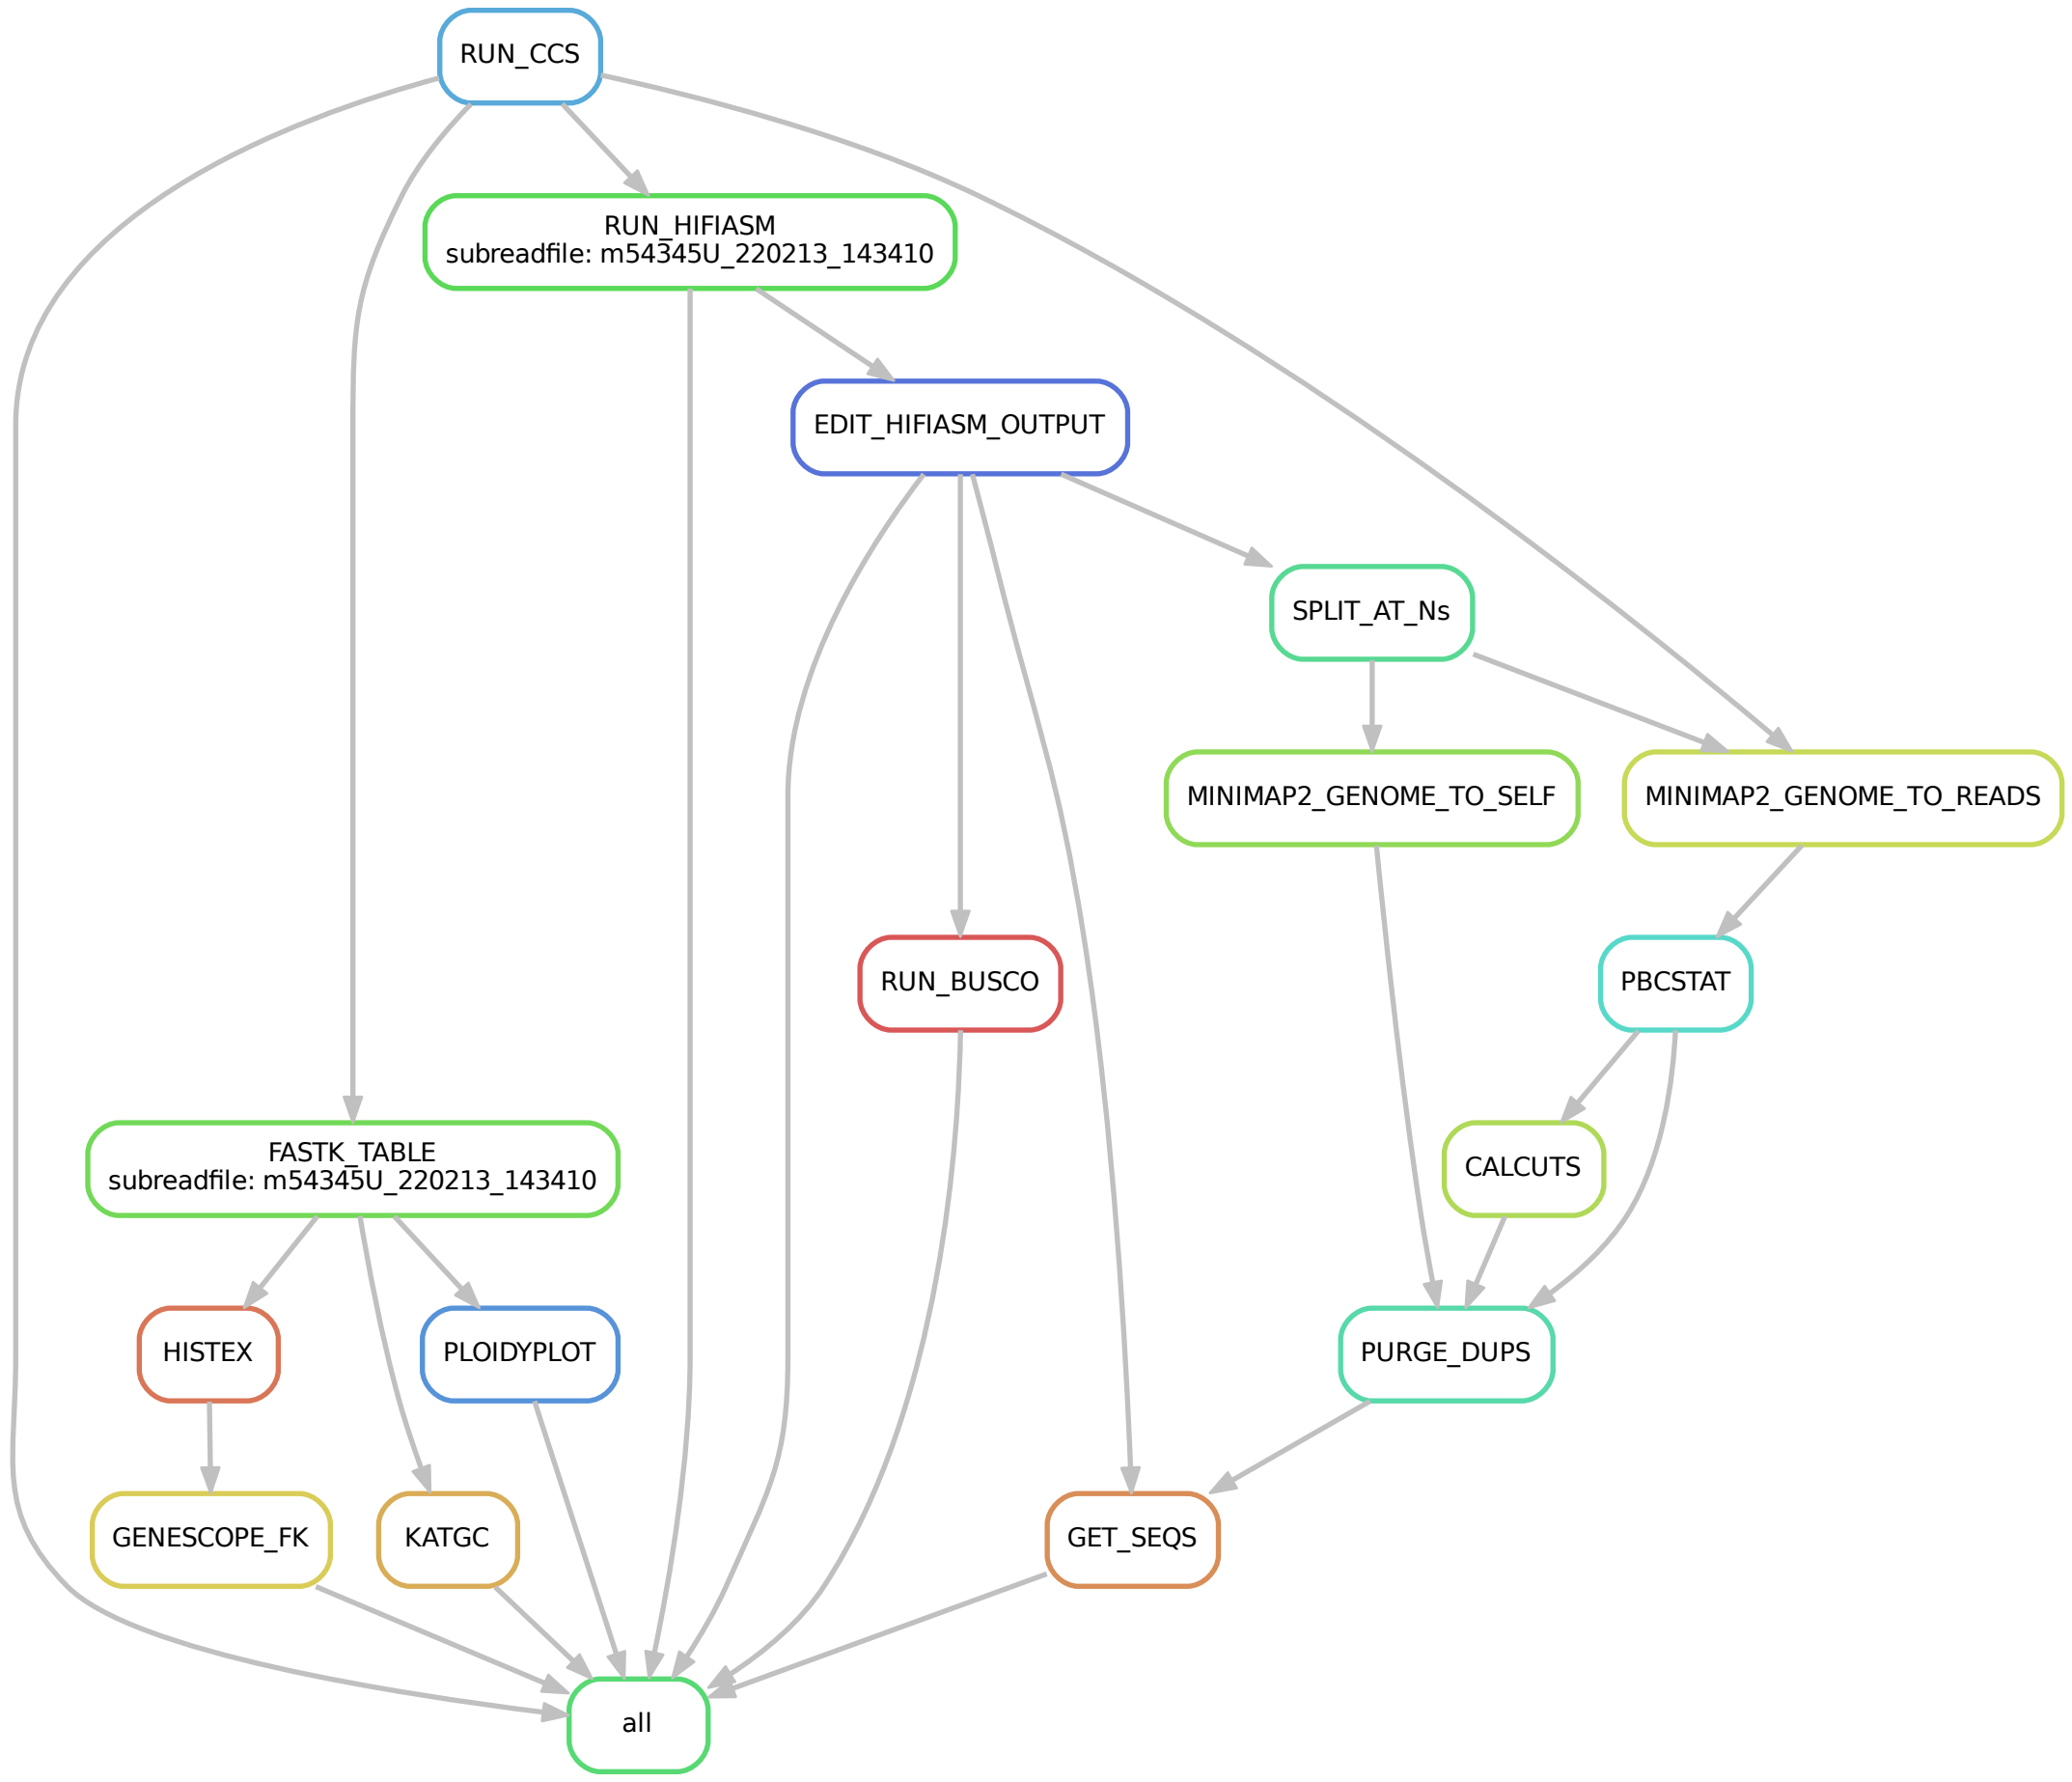 RUN_CCS
RUN_HIFIASM
subreadfile: m54345U_220213_143410
EDIT_HIFIASM_OUTPUT
SPLIT_AT_Ns
MINIMAP2_GENOME_TO_SELF
MINIMAP2_GENOME_TO_READS
RUN_BUSCO
PBCSTAT
FASTK_TABLE
subreadfile: m54345U_220213_143410
CALCUTS
HISTEX
PLOIDYPLOT
PURGE_DUPS
GENESCOPE_FK
KATGC
GET_SEQS
all